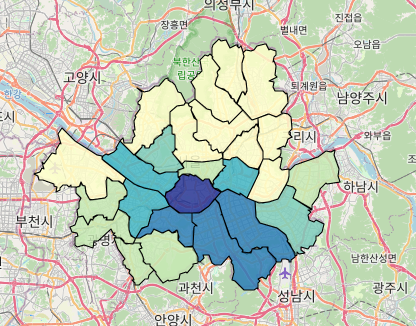 의정부시
진접읍
장흥면
별내면
오남읍
북한산
립공
고양시
퇴계원읍
남양주시
한강
리시
와부읍
하남시
부천시
남한산성면
과천시
성남시
광주시
안양시